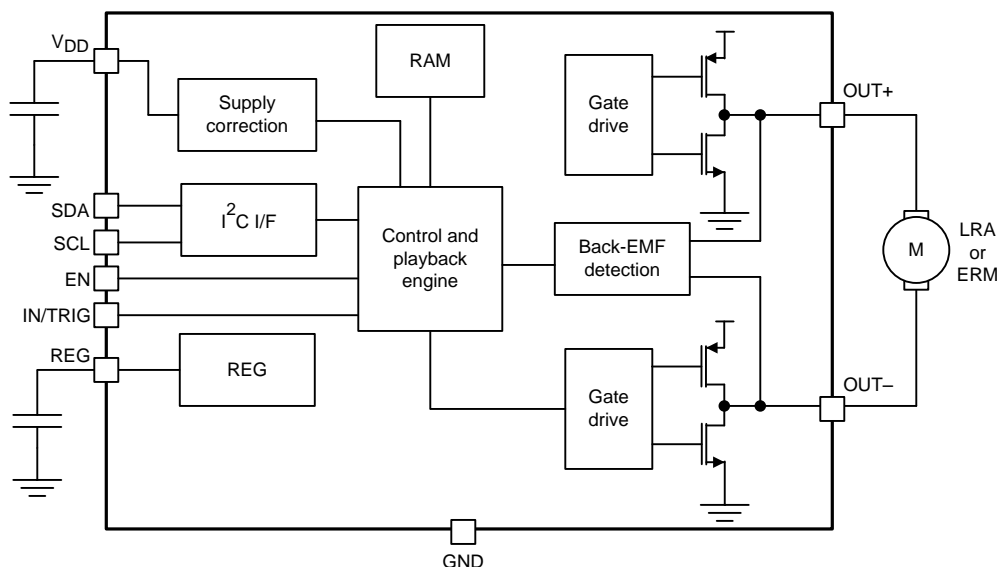 VDD
RAM
Supply
correction
Gate
drive
OUT+
SDA
I2C I/F
SCL
Control and
playback
engine
Back-EMF
detection
M
LRA
or
ERM
EN
IN/TRIG
REG
REG
Gate
drive
OUT–
GND